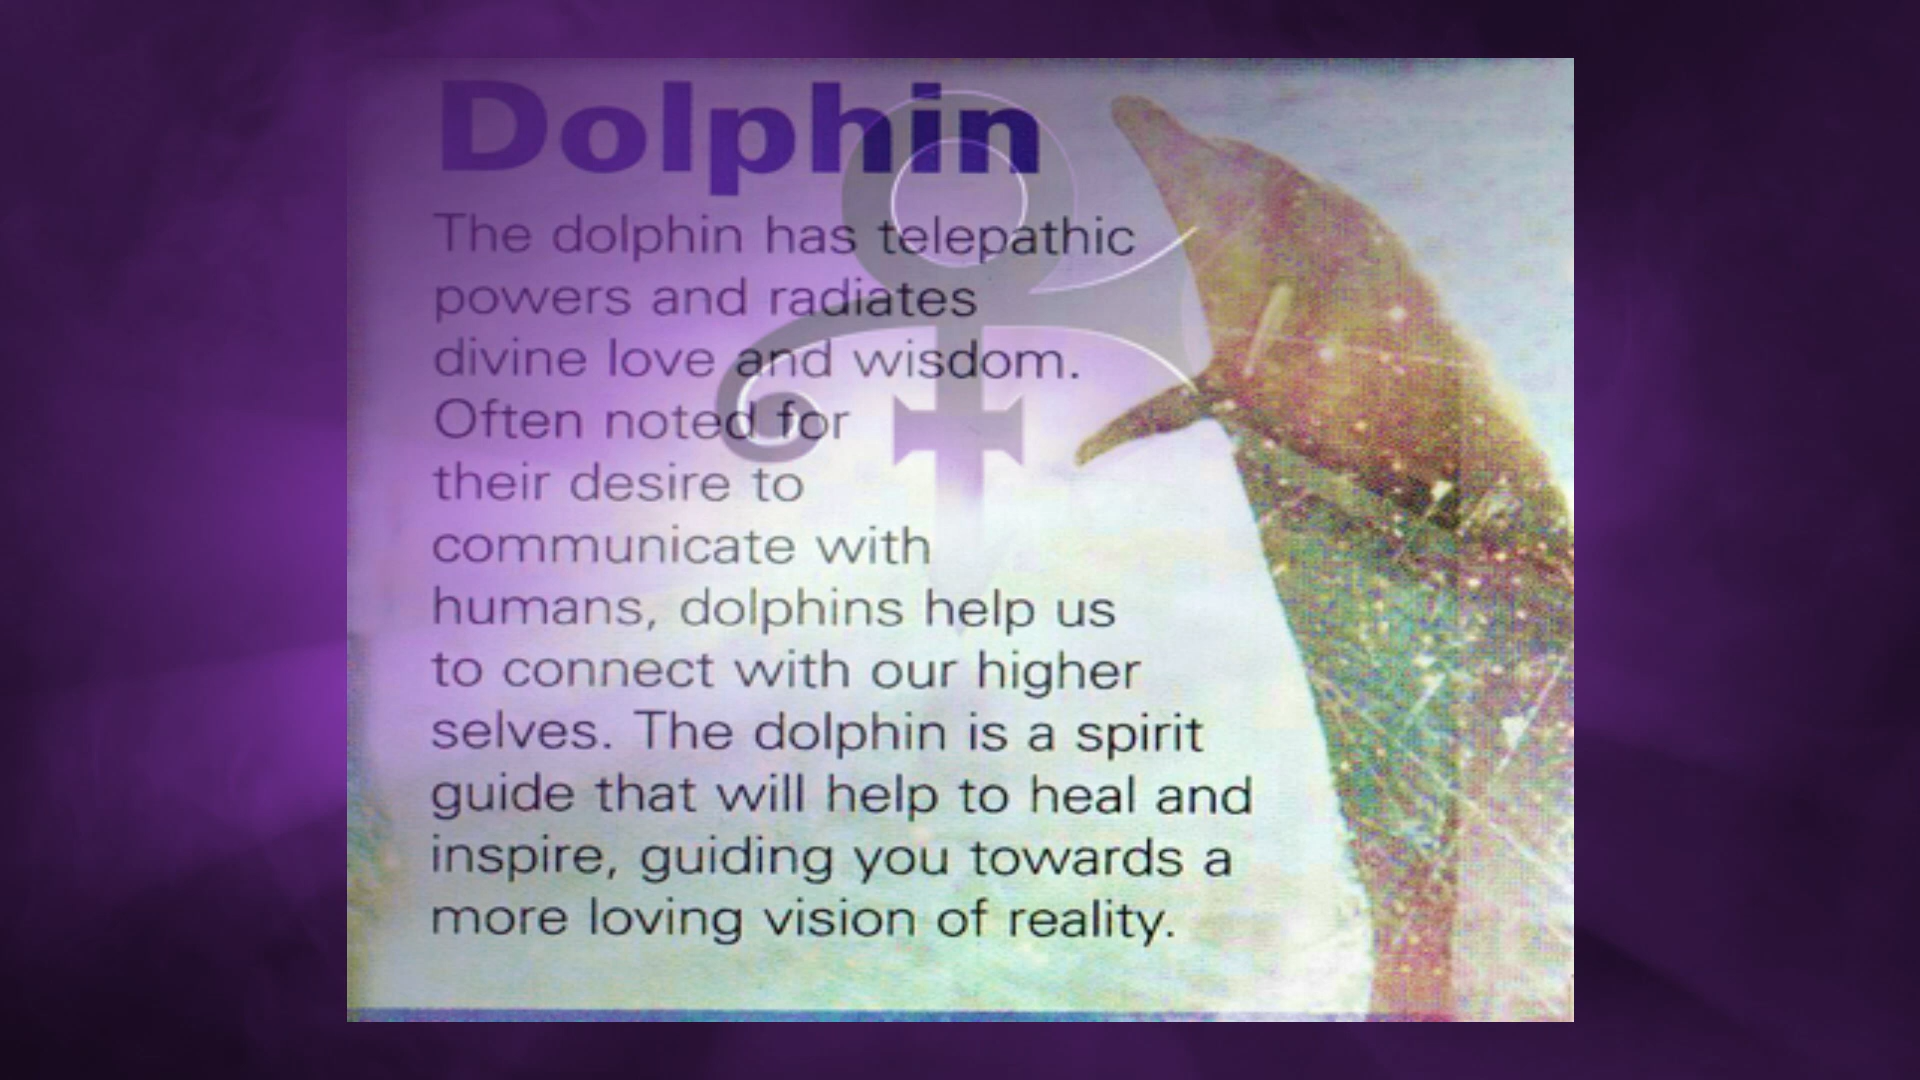 Dolphin
The dolphin has telepathic
powers and radiates
divine love and wisdom.
Often noted for
their desire to
communicate with
humans, dolphins help us
to connect with our higher
selves. The dolphin is a spirit
guide that will help to heal and
inspire, guiding you towards a
more loving vision of reality.